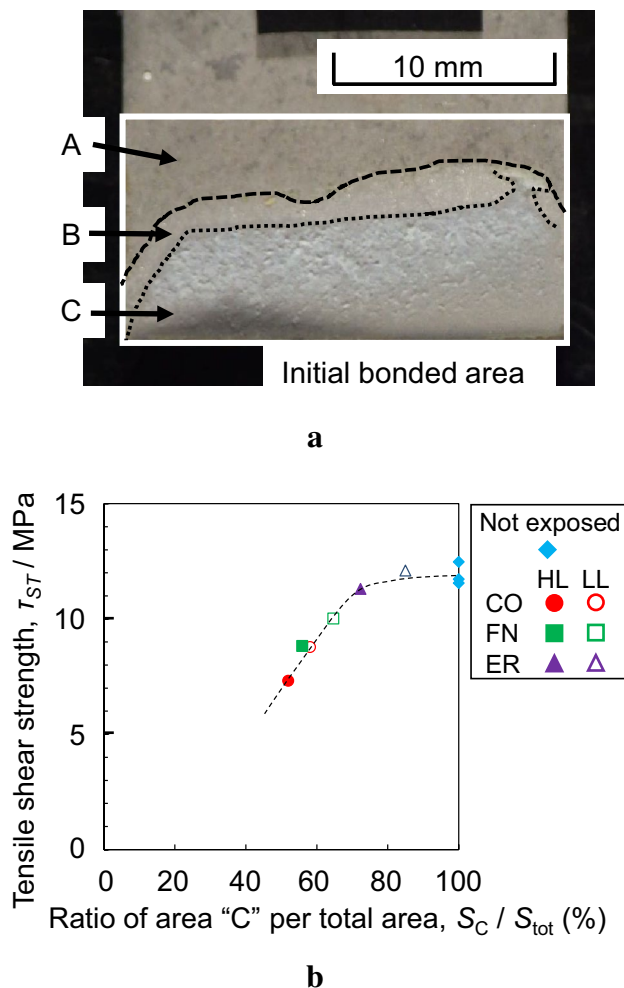 10 mm
A
B
C
Initial bonded area
a
15
10
5
0
0 20 40 60 80 100
Tensile shear strength, τST / MPa
Ratio of area “C” per total area, SC / Stot (%)
Not exposed
HL LL
CO
FN
ER
b